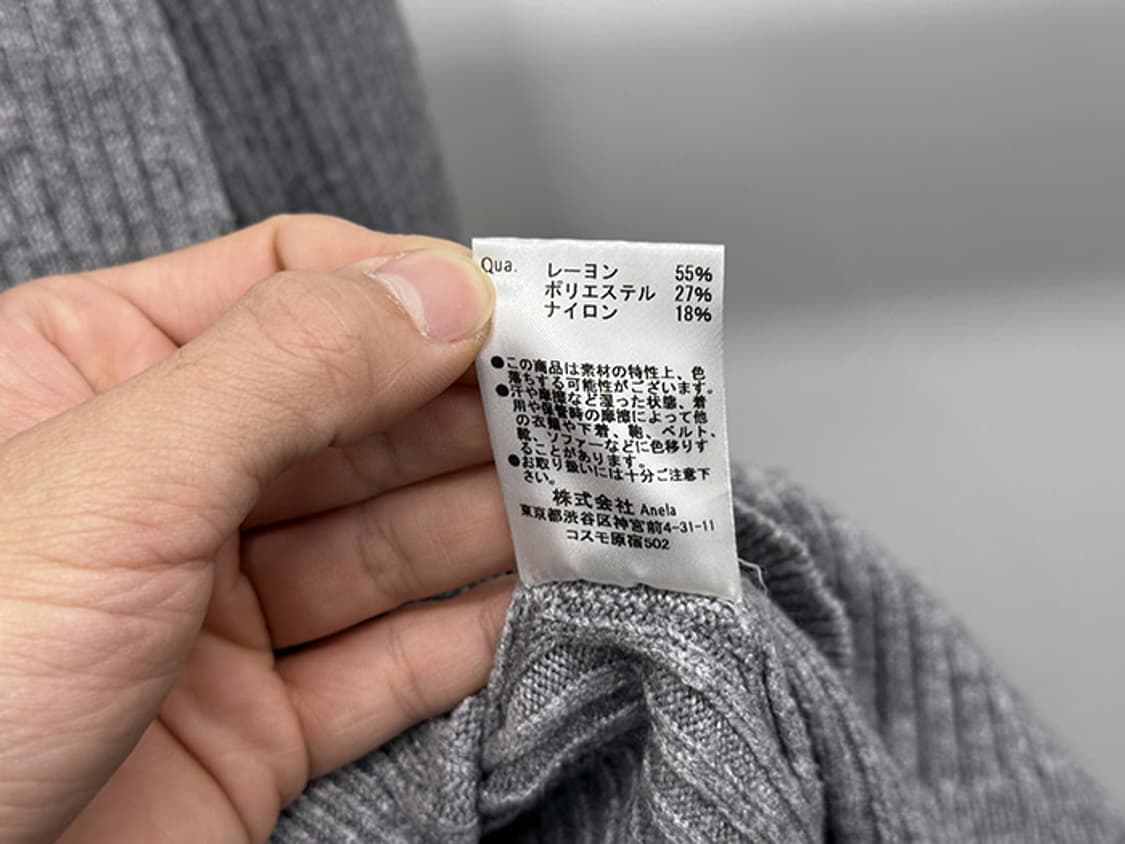 Qua. レーヨン 55%
ポリエステル 27%
ナイロン 18%
●この商品は素材の特性上、色
落ちする可能性がございます。
●汗や摩擦など湿った状態、着
用や保管時の摩擦によって他
の衣類や下着、鞄、ベルト、
靴、ソファーなどに色移りす
ることがあります。
●お取り扱いには十分ご注意下
さい。
株式会社 Anela
東京都渋谷区神宮前4-31-11
コスモ原宿502